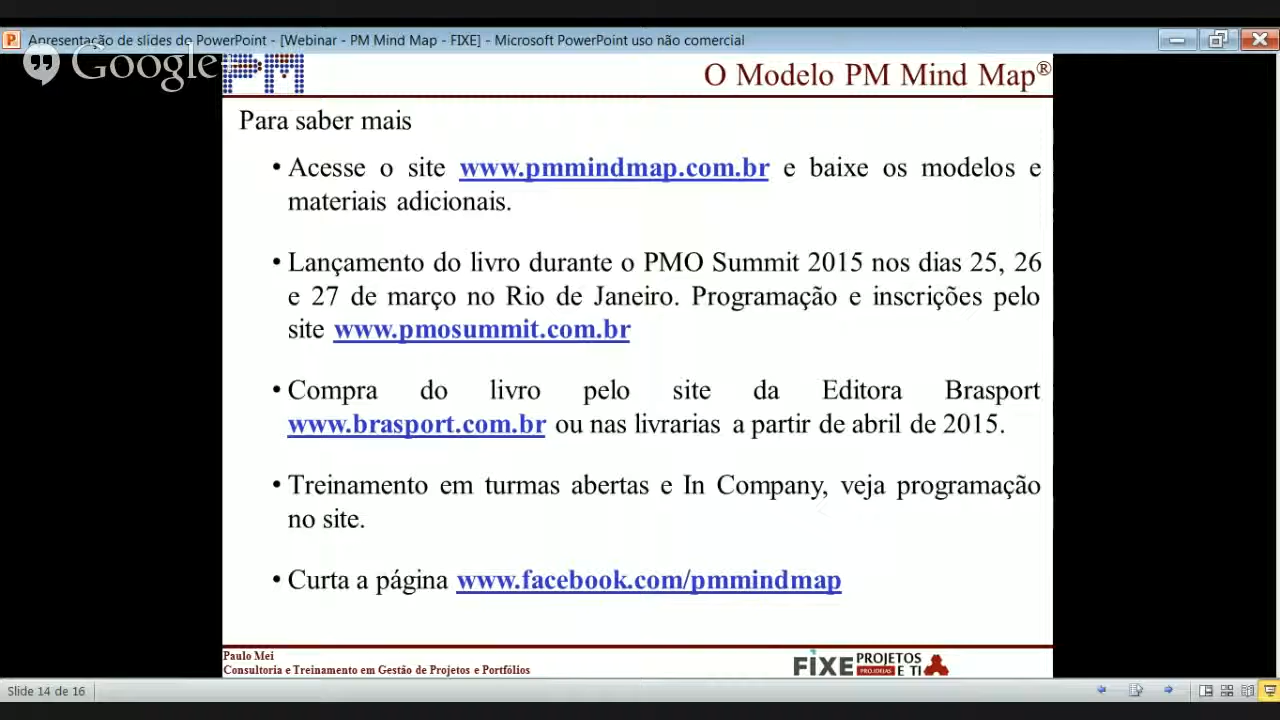 Apresentação de slides do PowerPoint - [Webinar - PM Mind Map - FIXE] - Microsoft PowerPoint uso não comercial
Google
PM
O Modelo PM Mind Map®
Para saber mais
• Acesse o site www.pmmindmap.com.br e baixe os modelos e
materiais adicionais.
• Lançamento do livro durante o PMO Summit 2015 nos dias 25, 26
e 27 de março no Rio de Janeiro. Programação e inscrições pelo
site www.pmosummit.com.br
• Compra do livro pelo site da Editora Brasport
www.brasport.com.br ou nas livrarias a partir de abril de 2015.
• Treinamento em turmas abertas e In Company, veja programação
no site.
• Curta a página www.facebook.com/pmmindmap
Paulo Mei
Consultoria e Treinamento em Gestão de Projetos e Portfólios
FIXE PROJETOS
PRO.IDEIAS E TI
Slide 14 de 16